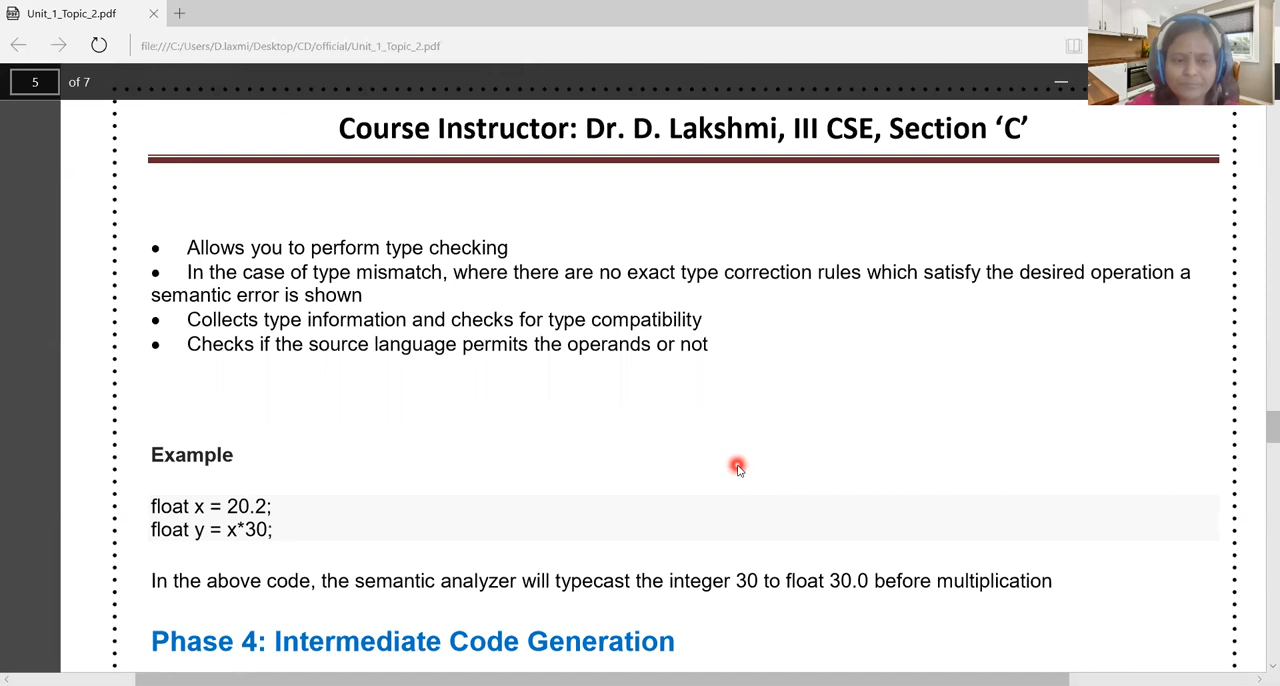 Unit_1_Topic_2.pdf
file:///C:/Users/D.laxmi/Desktop/CD/official/Unit_1_Topic_2.pdf
5 of 7
Course Instructor: Dr. D. Lakshmi, III CSE, Section ‘C’
• Allows you to perform type checking
• In the case of type mismatch, where there are no exact type correction rules which satisfy the desired operation a
semantic error is shown
• Collects type information and checks for type compatibility
• Checks if the source language permits the operands or not
Example
float x = 20.2;
float y = x*30;
In the above code, the semantic analyzer will typecast the integer 30 to float 30.0 before multiplication
Phase 4: Intermediate Code Generation